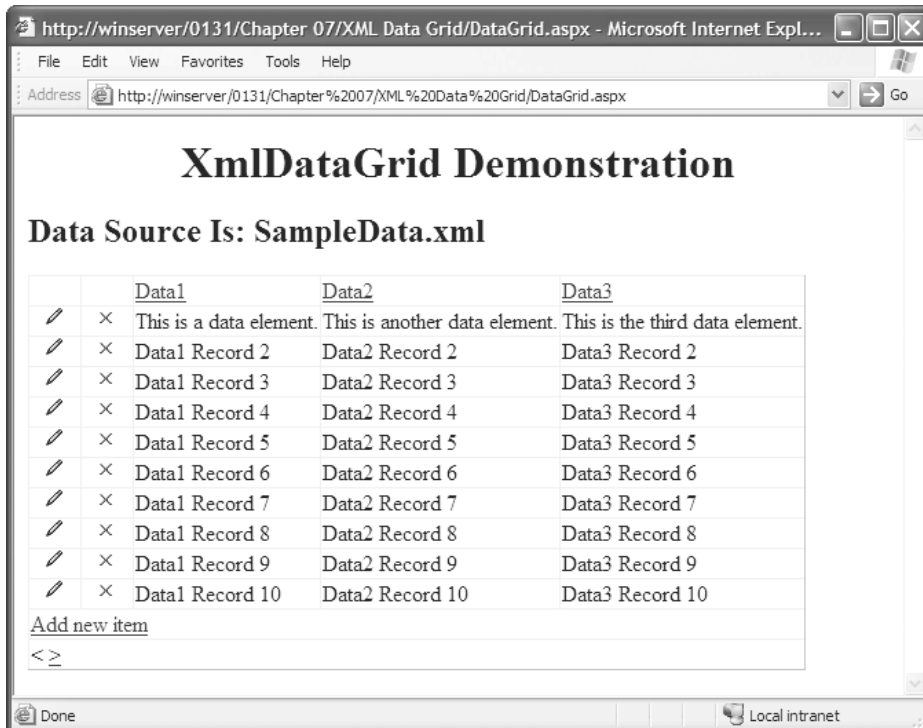 http://winserver/0131/Chapter 07/XML Data Grid/DataGrid.aspx - Microsoft Internet Expl...
File Edit View Favorites Tools Help
Address http://winserver/0131/Chapter%2007/XML%20Data%20Grid/DataGrid.aspx Go
XmlDataGrid Demonstration
Data Source Is: SampleData.xml
Data1 Data2 Data3
This is a data element. This is another data element. This is the third data element.
Data1 Record 2 Data2 Record 2 Data3 Record 2
Data1 Record 3 Data2 Record 3 Data3 Record 3
Data1 Record 4 Data2 Record 4 Data3 Record 4
Data1 Record 5 Data2 Record 5 Data3 Record 5
Data1 Record 6 Data2 Record 6 Data3 Record 6
Data1 Record 7 Data2 Record 7 Data3 Record 7
Data1 Record 8 Data2 Record 8 Data3 Record 8
Data1 Record 9 Data2 Record 9 Data3 Record 9
Data1 Record 10 Data2 Record 10 Data3 Record 10
Add new item
< >
Done Local intranet